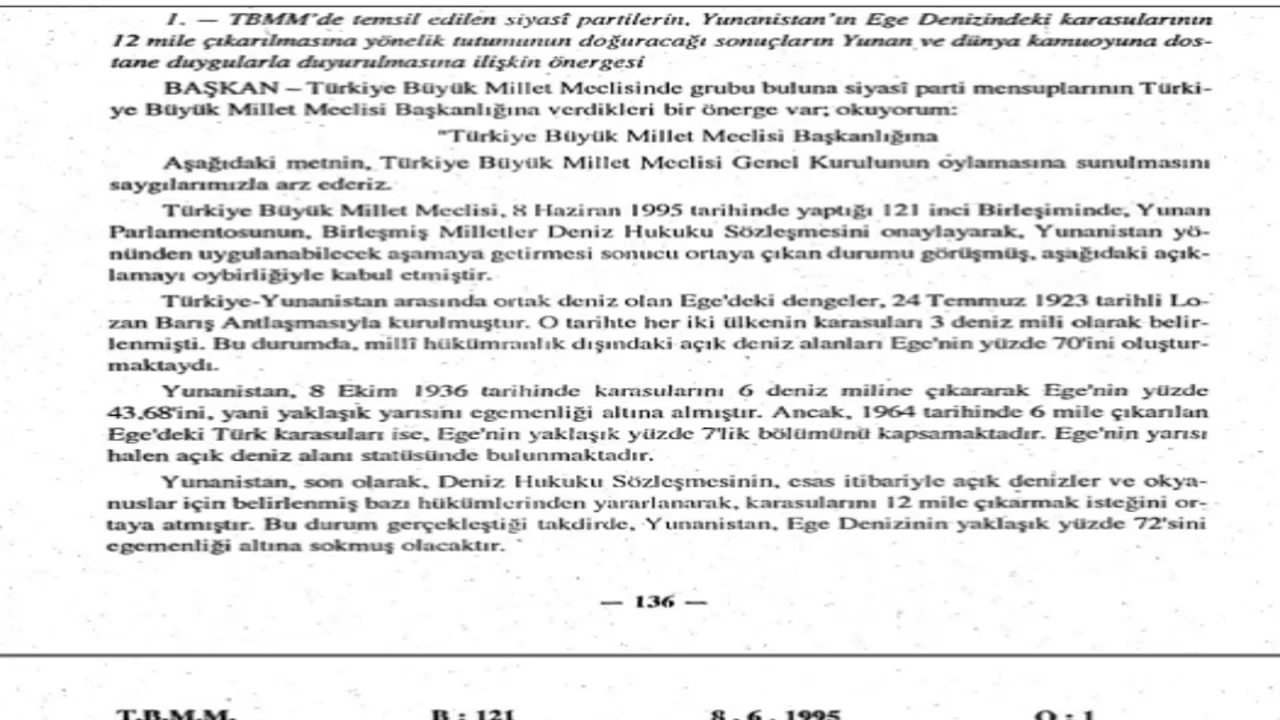 1. — TBMM'de temsil edilen siyasî partilerin, Yunanistan'ın Ege Denizindeki karasularının
12 mile çıkarılmasına yönelik tutumunun doğuracağı sonuçların Yunan ve dünya kamuoyuna dos-
tane duygularla duyurulmasına ilişkin önergesi
BAŞKAN – Türkiye Büyük Millet Meclisinde grubu buluna siyasî parti mensuplarının Türki-
ye Büyük Millet Meclisi Başkanlığına verdikleri bir önerge var; okuyorum:
"Türkiye Büyük Millet Meclisi Başkanlığına
Aşağıdaki metnin, Türkiye Büyük Millet Meclisi Genel Kurulunun oylamasına sunulmasını
saygılarımızla arz ederiz.
Türkiye Büyük Millet Meclisi, 8 Haziran 1995 tarihinde yaptığı 121 inci Birleşiminde, Yunan
Parlamentosunun, Birleşmiş Milletler Deniz Hukuku Sözleşmesini onaylayarak, Yunanistan yö-
nünden uygulanabilecek aşamaya getirmesi sonucu ortaya çıkan durumu görüşmüş, aşağıdaki açık-
lamayı oybirliğiyle kabul etmiştir.
Türkiye-Yunanistan arasında ortak deniz olan Ege'deki dengeler, 24 Temmuz 1923 tarihli Lo-
zan Barış Antlaşmasıyla kurulmuştur. O tarihte her iki ülkenin karasuları 3 deniz mili olarak belir-
lenmişti. Bu durumda, millî hükümranlık dışındaki açık deniz alanları Ege'nin yüzde 70'ini oluştur-
maktaydı.
Yunanistan, 8 Ekim 1936 tarihinde karasularını 6 deniz miline çıkararak Ege'nin yüzde
43,68'ini, yani yaklaşık yarısını egemenliği altına almıştır. Ancak, 1964 tarihinde 6 mile çıkarılan
Ege'deki Türk karasuları ise, Ege'nin yaklaşık yüzde 7'lik bölümünü kapsamaktadır. Ege'nin yarısı
halen açık deniz alanı statüsünde bulunmaktadır.
Yunanistan, son olarak, Deniz Hukuku Sözleşmesinin, esas itibariyle açık denizler ve okya-
nuslar için belirlenmiş bazı hükümlerinden yararlanarak, karasularını 12 mile çıkarmak isteğini or-
taya atmıştır. Bu durum gerçekleştiği takdirde, Yunanistan, Ege Denizinin yaklaşık yüzde 72'sini
egemenliği altına sokmuş olacaktır.
— 136 —
T.B.M.M. B : 121 8 . 6 . 1995 O : 1